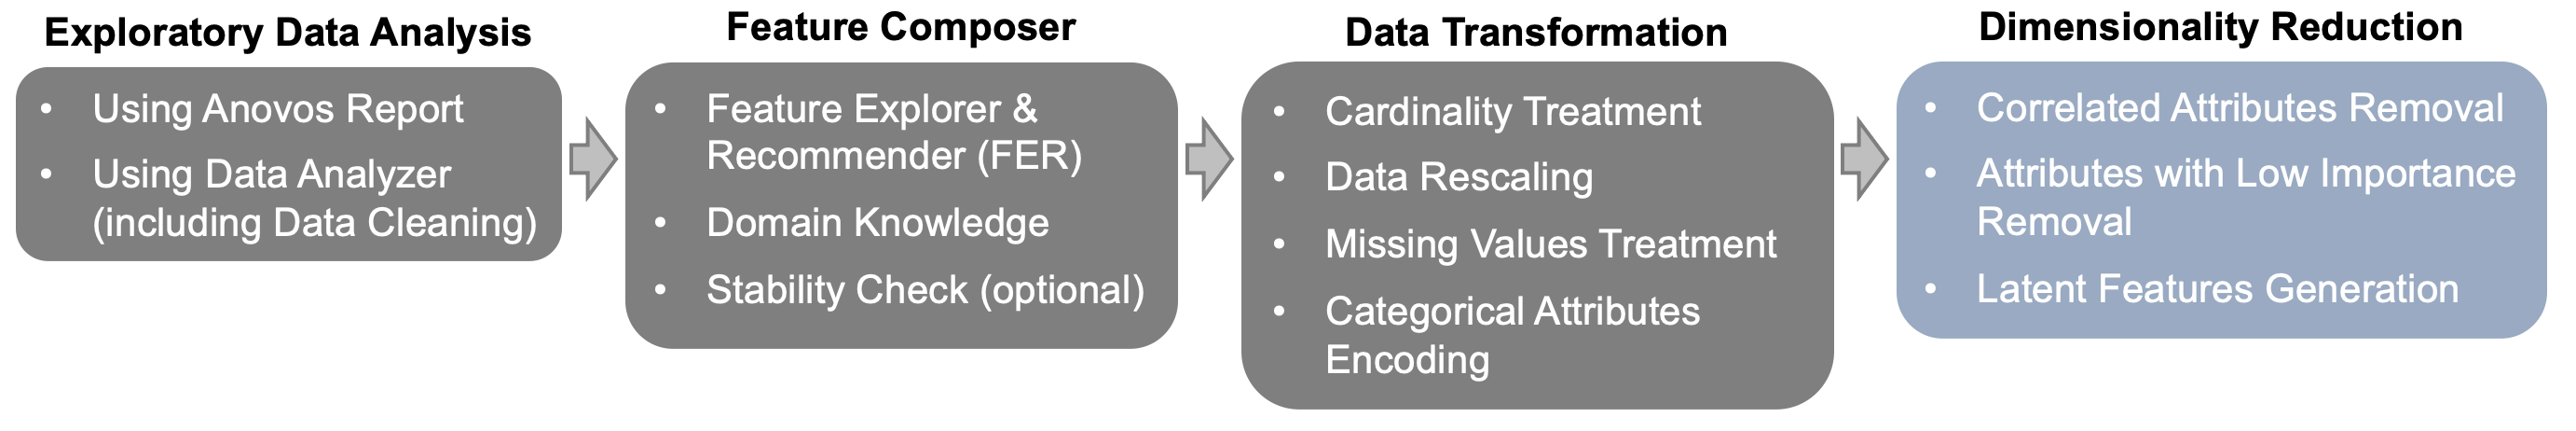 Exploratory Data Analysis
• Using Anovos Report
• Using Data Analyzer
(including Data Cleaning)
Feature Composer
• Feature Explorer &
Recommender (FER)
• Domain Knowledge
• Stability Check (optional)
Data Transformation
• Cardinality Treatment
• Data Rescaling
• Missing Values Treatment
• Categorical Attributes
Encoding
Dimensionality Reduction
• Correlated Attributes Removal
• Attributes with Low Importance
Removal
• Latent Features Generation